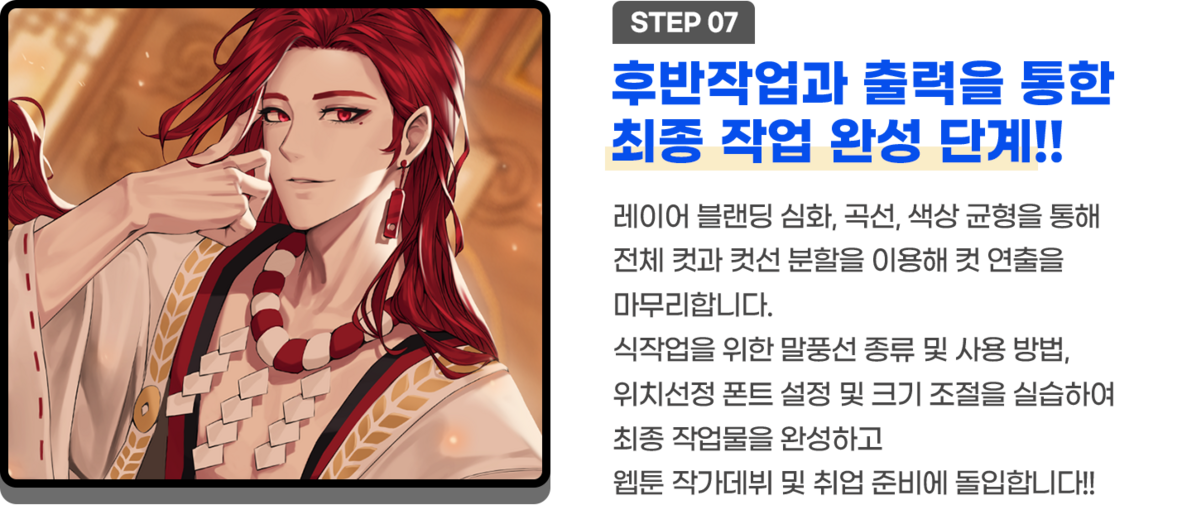 STEP 07
후반작업과 출력을 통한
최종 작업 완성 단계!!
레이어 블랜딩 심화, 곡선, 색상 균형을 통해
전체 컷과 컷선 분할을 이용해 컷 연출을
마무리합니다.
식작업을 위한 말풍선 종류 및 사용 방법,
위치선정 폰트 설정 및 크기 조절을 실습하여
최종 작업물을 완성하고
웹툰 작가데뷔 및 취업 준비에 돌입합니다!!